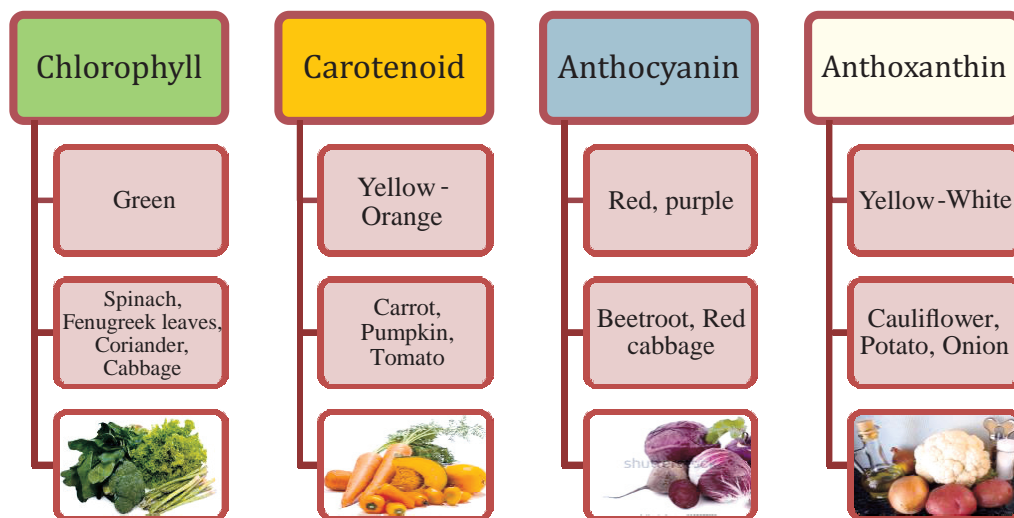 Chlorophyll
Green
Spinach,
Fenugreek leaves,
Coriander,
Cabbage
Carotenoid
Yellow -
Orange
Carrot,
Pumpkin,
Tomato
Anthocyanin
Red, purple
Beetroot, Red
cabbage
Anthoxanthin
Yellow-White
Cauliflower,
Potato, Onion